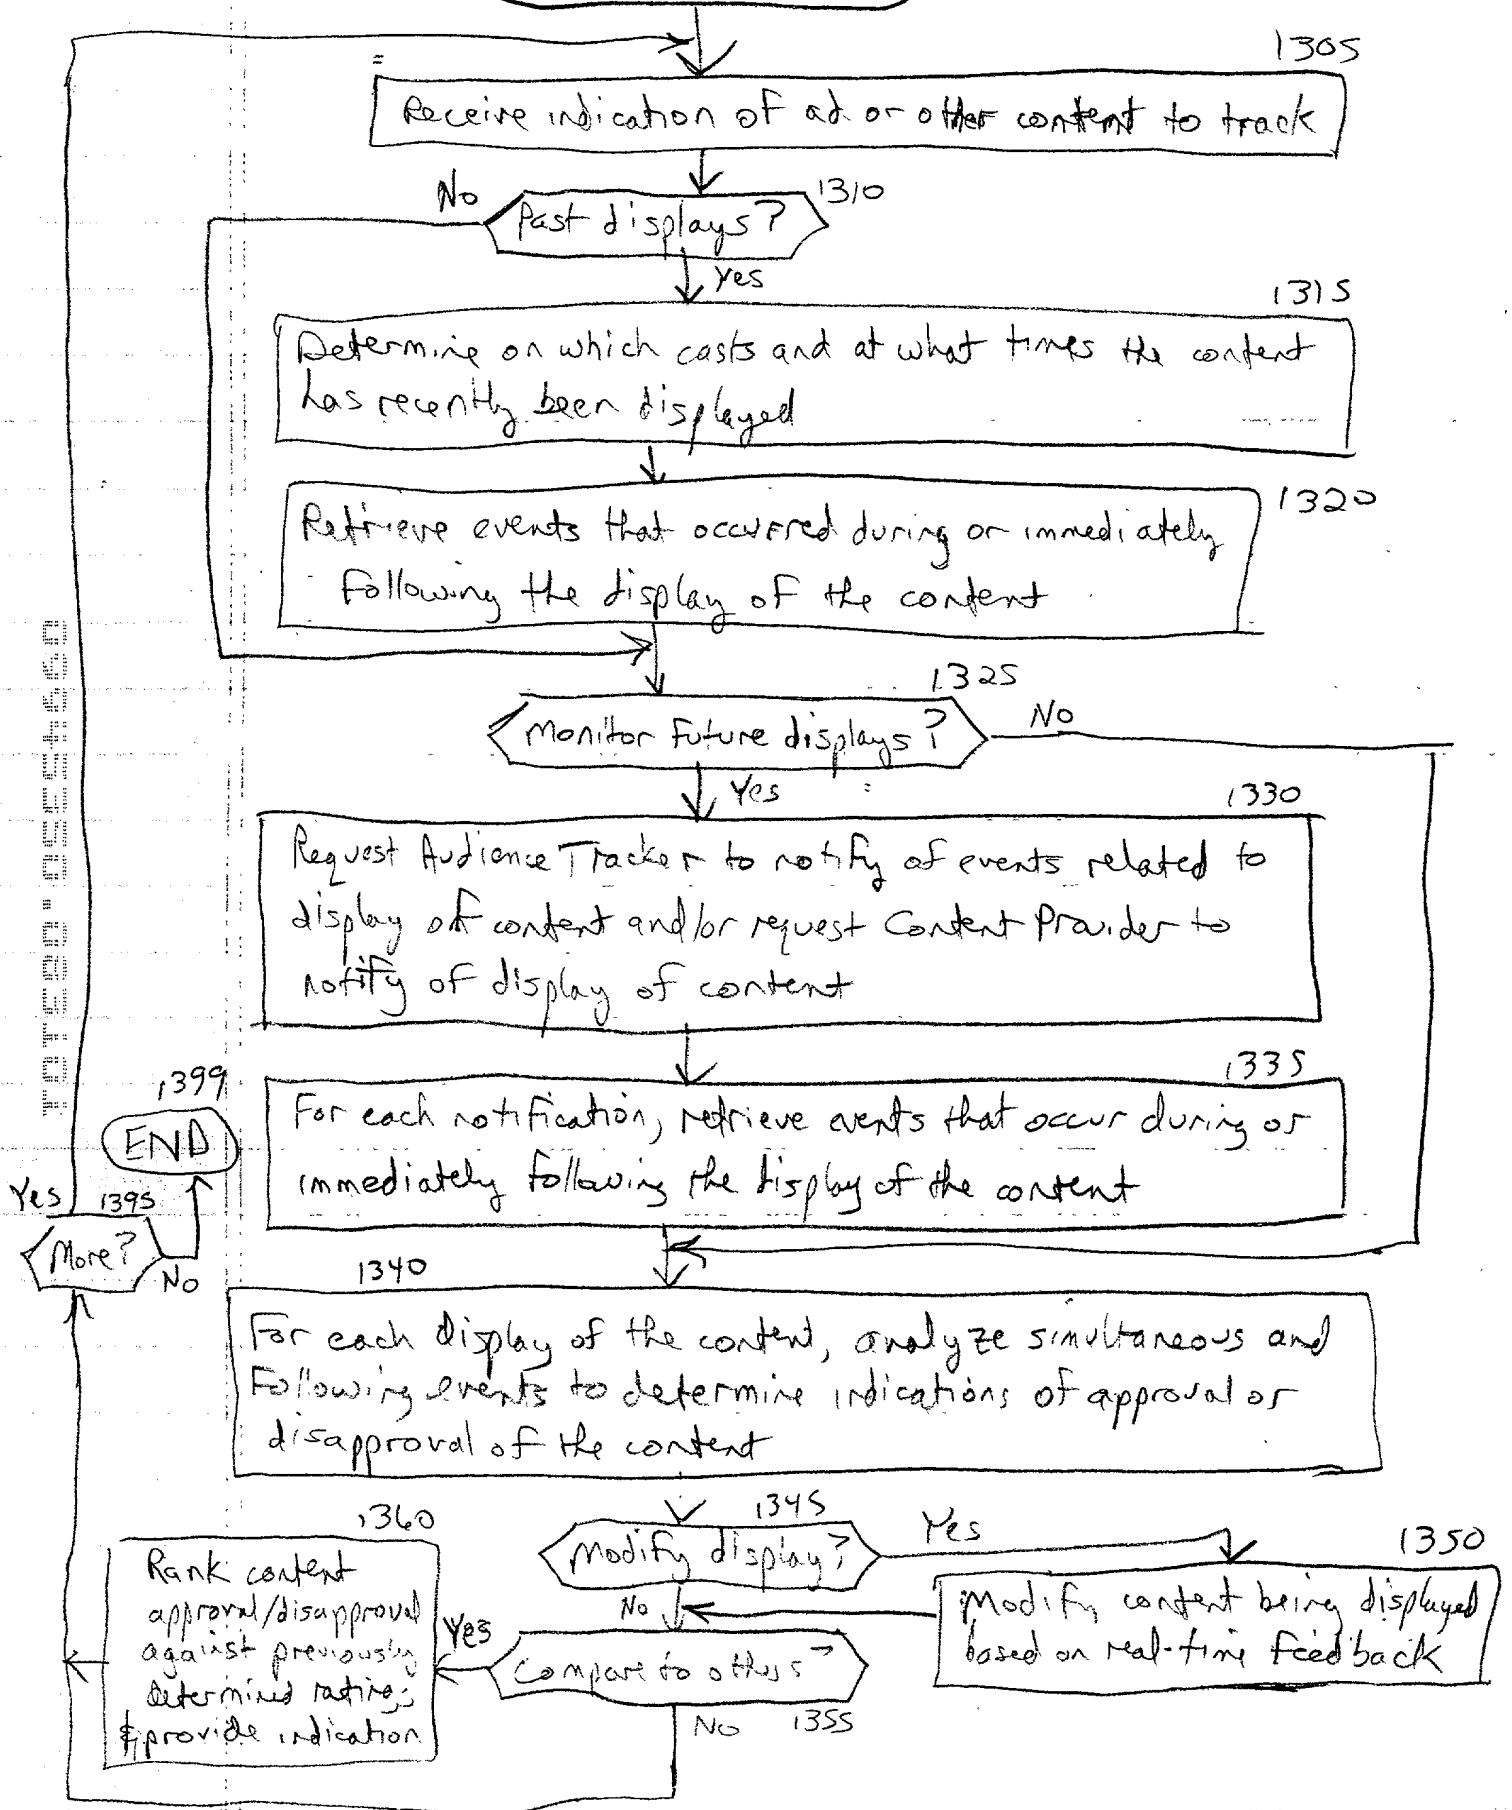 1305
Receive indication of ad or other content to track
No
1310
Past displays?
Yes
1315
Determine on which casts and at what times the content
has recently been displayed
1320
Retrieve events that occurred during or immediately
following the display of the content
1325
Monitor future displays?
No
Yes
1330
Request Audience Tracker to notify of events related to
display of content and/or request Content Provider to
notify of display of content
1335
For each notification, retrieve events that occur during or
immediately following the display of the content
1399
END
Yes
1395
More?
No
1340
For each display of the content, analyze simultaneous and
following events to determine indications of approval or
disapproval of the content
1345
Modify display?
Yes
1350
Modify content being displayed
based on real-time feedback
No
1360
Rank content
approval/disapproval
against previously
determined ratings
& provide indication
Yes
Compare to others?
1355
No